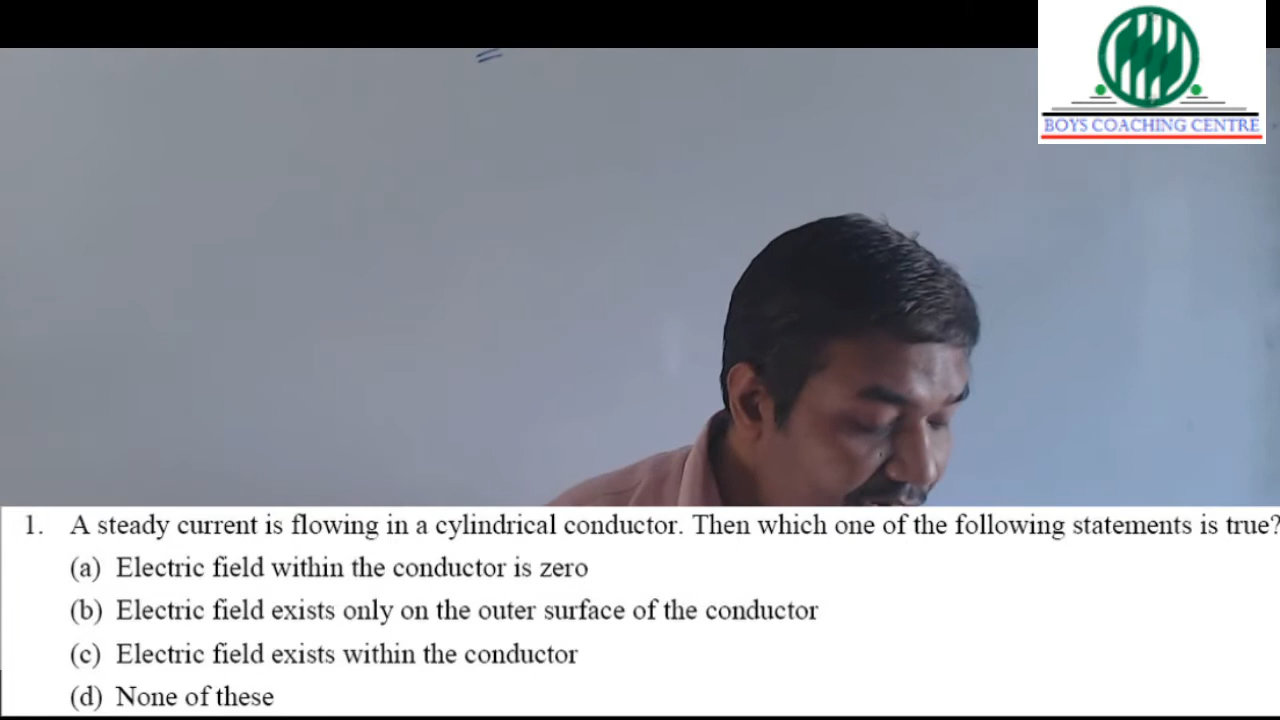 BOYS COACHING CENTRE
1. A steady current is flowing in a cylindrical conductor. Then which one of the following statements is true?
(a) Electric field within the conductor is zero
(b) Electric field exists only on the outer surface of the conductor
(c) Electric field exists within the conductor
(d) None of these